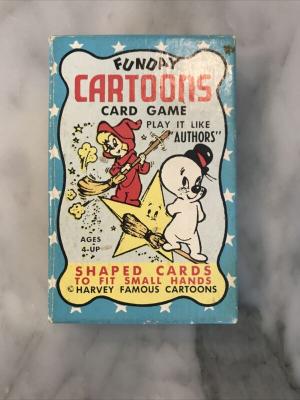 FUNDAY
CARTOONS
CARD GAME
PLAY IT LIKE
"AUTHORS"
AGES
4-UP
SHAPED CARDS
TO FIT SMALL HANDS
© HARVEY FAMOUS CARTOONS